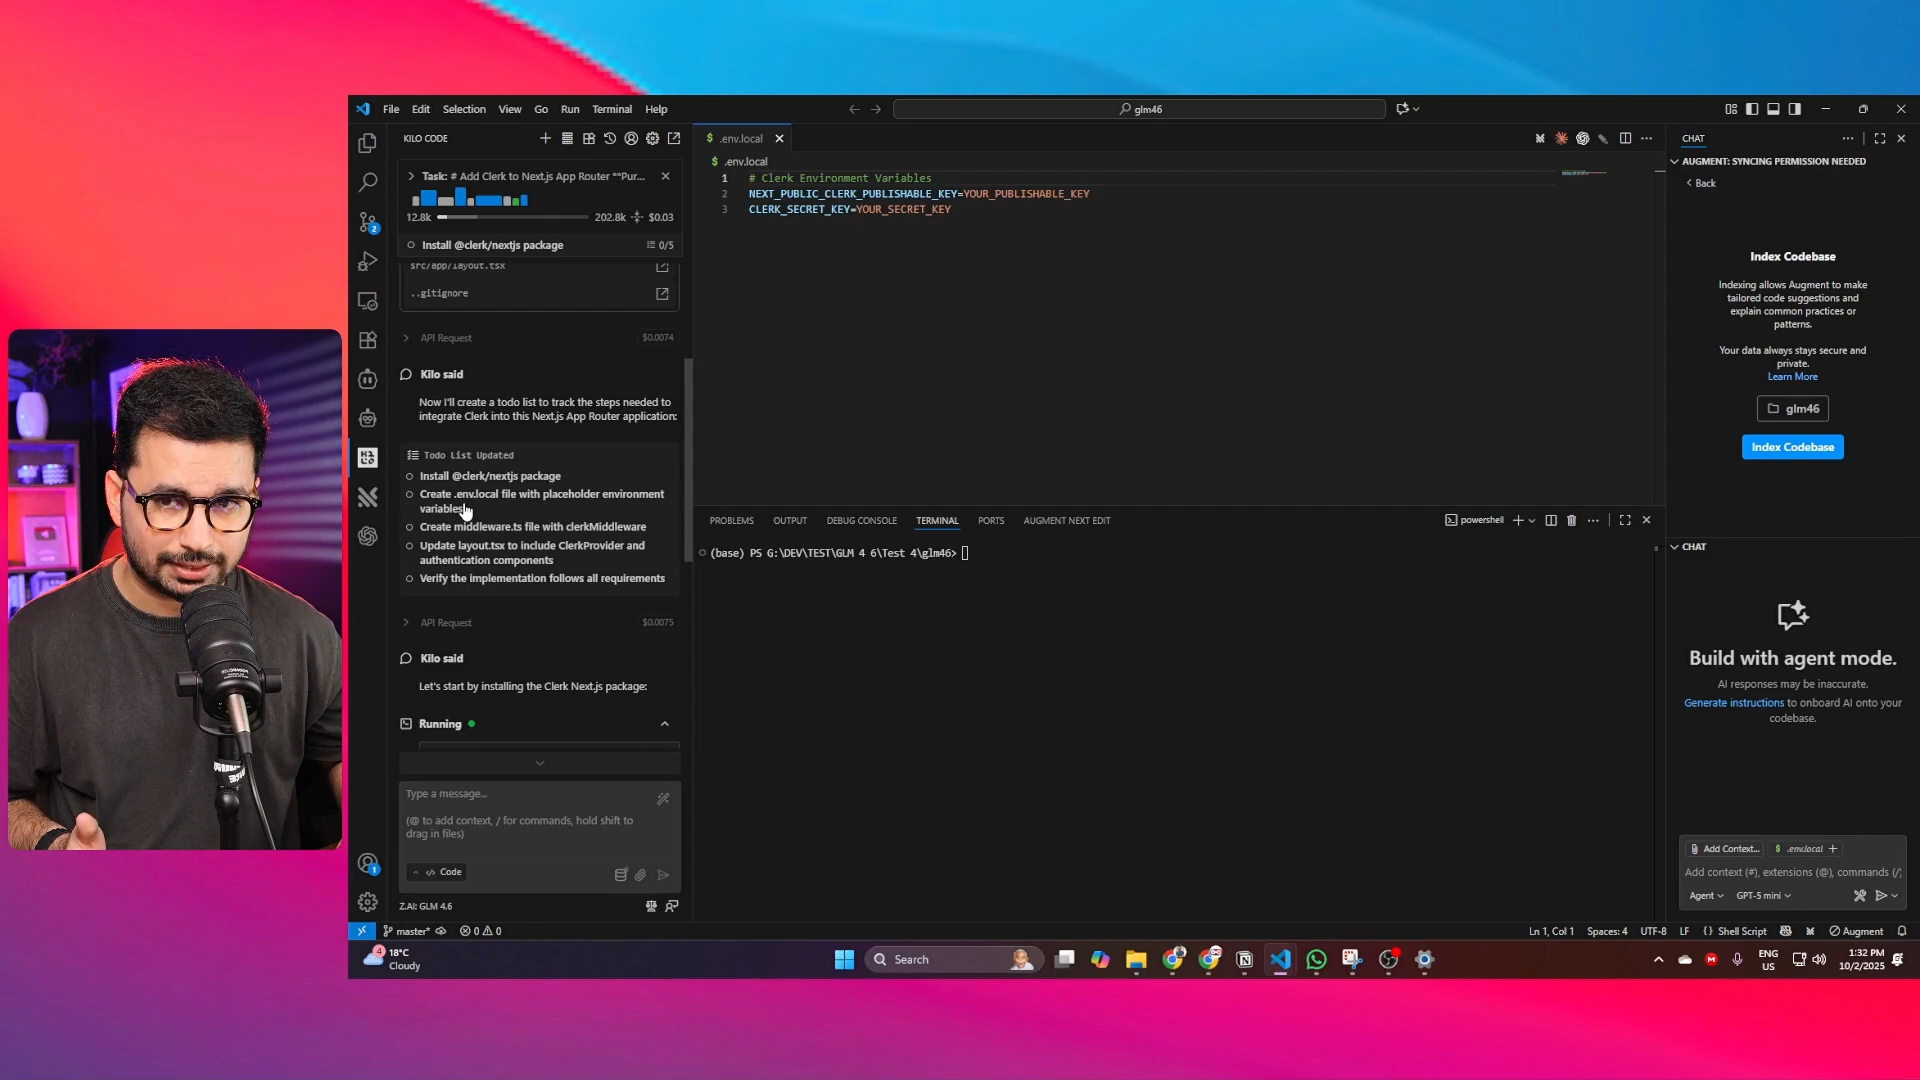 File Edit Selection View Go Run Terminal Help
glm46
KILO CODE
Task: # Add Clerk to Next.js App Router **Pur...
12.8k 202.8k $0.03
Install @clerk/nextjs package 0/5
src/app/layout.tsx
..gitignore
API Request $0.0074
Kilo said
Now I'll create a todo list to track the steps needed to
integrate Clerk into this Next.js App Router application:
Todo List Updated
Install @clerk/nextjs package
Create .env.local file with placeholder environment
variables
Create middleware.ts file with clerkMiddleware
Update layout.tsx to include ClerkProvider and
authentication components
Verify the implementation follows all requirements
API Request $0.0075
Kilo said
Let's start by installing the Clerk Next.js package:
Running
Type a message...
(@ to add context, / for commands, hold shift to
drag in files)
</> Code
Z.AI: GLM 4.6
2
1
$ .env.local
$ .env.local
1 # Clerk Environment Variables
2 NEXT_PUBLIC_CLERK_PUBLISHABLE_KEY=YOUR_PUBLISHABLE_KEY
3 CLERK_SECRET_KEY=YOUR_SECRET_KEY
PROBLEMS OUTPUT DEBUG CONSOLE TERMINAL PORTS AUGMENT NEXT EDIT
powershell
(base) PS G:\DEV\TEST\GLM 4 6\Test 4\glm46>
CHAT
AUGMENT: SYNCING PERMISSION NEEDED
< Back
Index Codebase
Indexing allows Augment to make
tailored code suggestions and
explain common practices or
patterns.
Your data always stays secure and
private.
Learn More
glm46
Index Codebase
CHAT
Build with agent mode.
AI responses may be inaccurate.
Generate instructions to onboard AI onto your
codebase.
Add Context... $ .env.local +
Add context (#), extensions (@), commands (/)
Agent GPT-5 mini
master* 0 0
Ln 1, Col 1 Spaces: 4 UTF-8 LF {} Shell Script Augment
4
18°C
Cloudy
Search
ENG
US
1:32 PM
10/2/2025